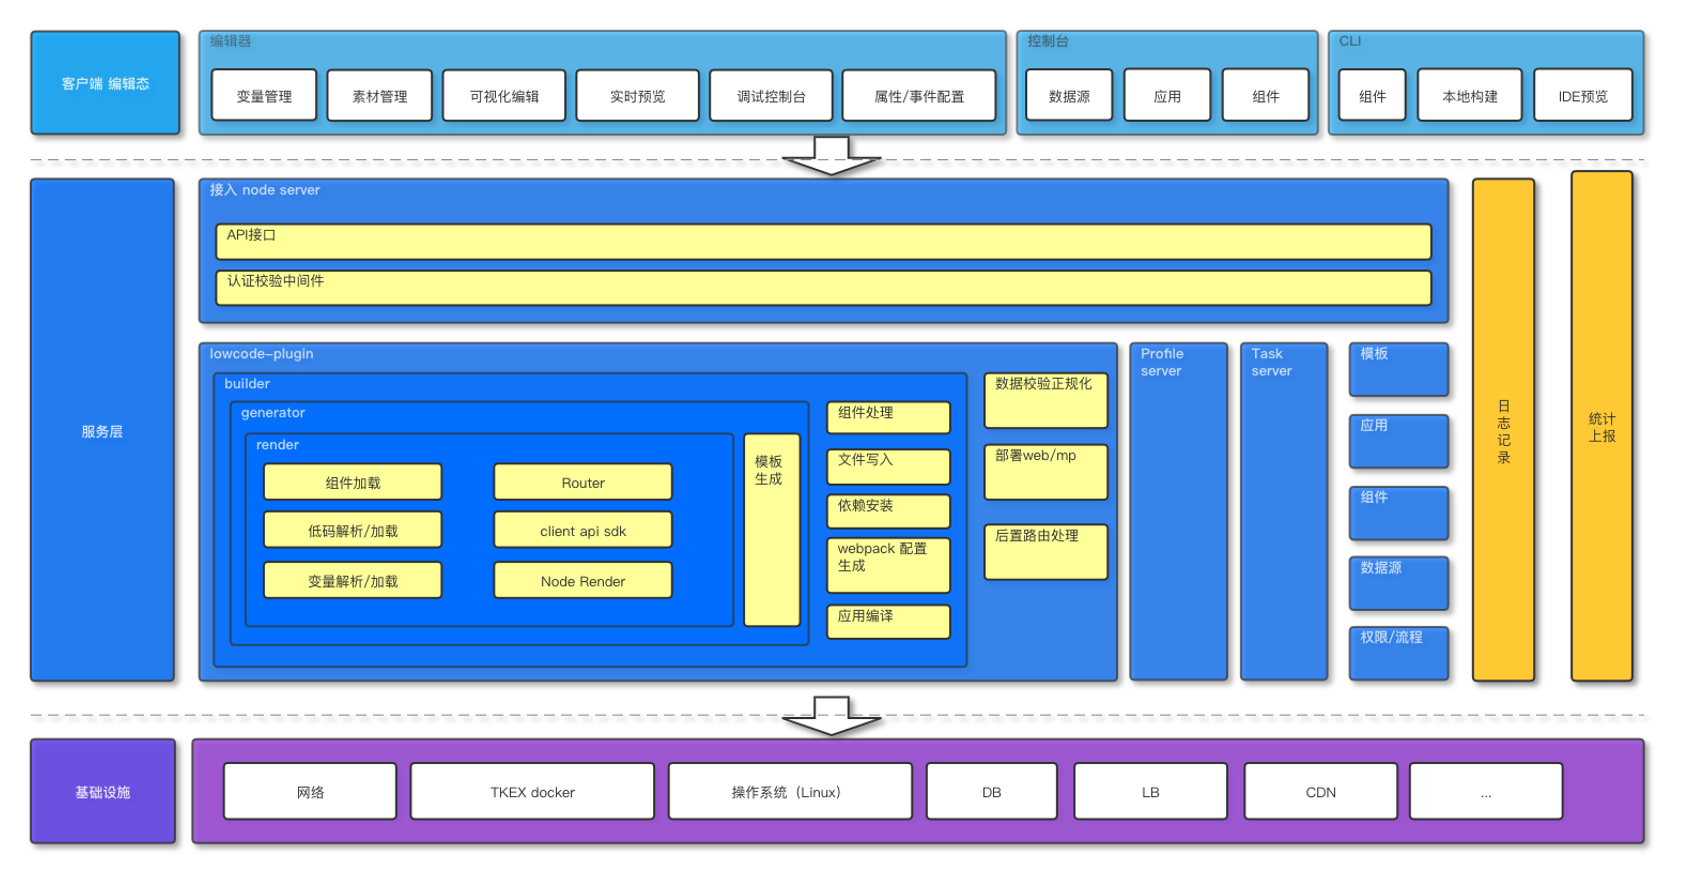 客户端 编辑态
编辑器
变量管理
素材管理
可视化编辑
实时预览
调试控制台
属性/事件配置
控制台
数据源
应用
组件
CLI
组件
本地构建
IDE预览
服务层
接入 node server
API接口
认证校验中间件
lowcode-plugin
builder
generator
render
组件加载
Router
低码解析/加载
client api sdk
变量解析/加载
Node Render
模板
生成
组件处理
文件写入
依赖安装
webpack 配置
生成
应用编译
数据校验正规化
部署web/mp
后置路由处理
Profile
server
Task
server
模板
应用
组件
数据源
权限/流程
日
志
记
录
统计
上报
基础设施
网络
TKEX docker
操作系统（Linux）
DB
LB
CDN
...